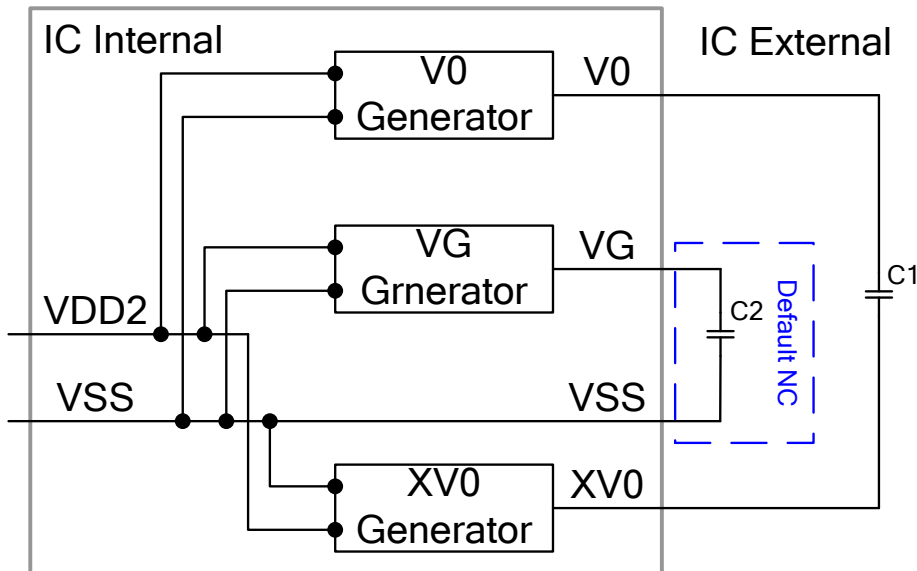 IC Internal
IC External
V0
Generator
V0
VG
Grnerator
VG
C1
C2
Default NC
VDD2
VSS
VSS
XV0
Generator
XV0